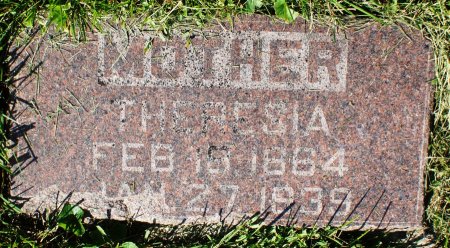 MOTHER
THERESIA
FEB 15 1864
JAN. 27 1939